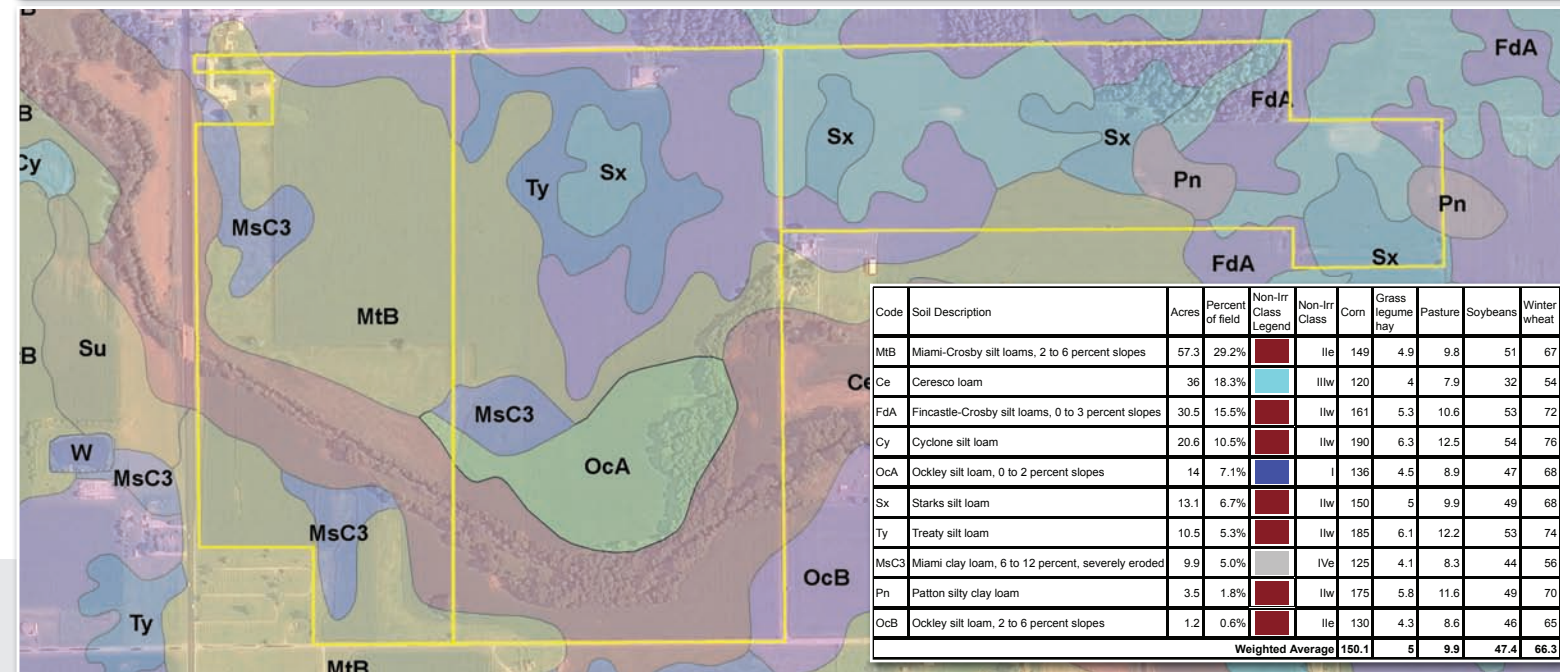 B
FdA
FdA
B
Sx
Sx
Cy
Ty
Sx
Pn
Pn
MsC3
FdA
Sx
MtB
B
Su
Ce
MsC3
W
MsC3
OcA
MsC3
OcB
Ty
MtB
Code Soil Description Acres Percent of field Non-Irr Class Legend Non-Irr Class Corn Grass legume hay Pasture Soybeans Winter wheat
MtB Miami-Crosby silt loams, 2 to 6 percent slopes 57.3 29.2% IIe 149 4.9 9.8 51 67
Ce Ceresco loam 36 18.3% IIIw 120 4 7.9 32 54
FdA Fincastle-Crosby silt loams, 0 to 3 percent slopes 30.5 15.5% IIw 161 5.3 10.6 53 72
Cy Cyclone silt loam 20.6 10.5% IIw 190 6.3 12.5 54 76
OcA Ockley silt loam, 0 to 2 percent slopes 14 7.1% I 136 4.5 8.9 47 68
Sx Starks silt loam 13.1 6.7% IIw 150 5 9.9 49 68
Ty Treaty silt loam 10.5 5.3% IIw 185 6.1 12.2 53 74
MsC3 Miami clay loam, 6 to 12 percent, severely eroded 9.9 5.0% IVe 125 4.1 8.3 44 56
Pn Patton silty clay loam 3.5 1.8% IIw 175 5.8 11.6 49 70
OcB Ockley silt loam, 2 to 6 percent slopes 1.2 0.6% IIe 130 4.3 8.6 46 65
Weighted Average 150.1 5 9.9 47.4 66.3